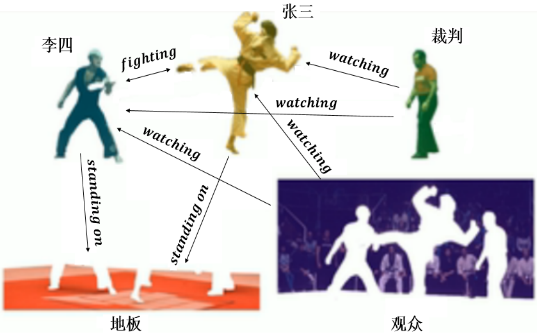 张三
李四
裁判
fighting
watching
watching
watching
watching
standing on
standing on
地板
观众